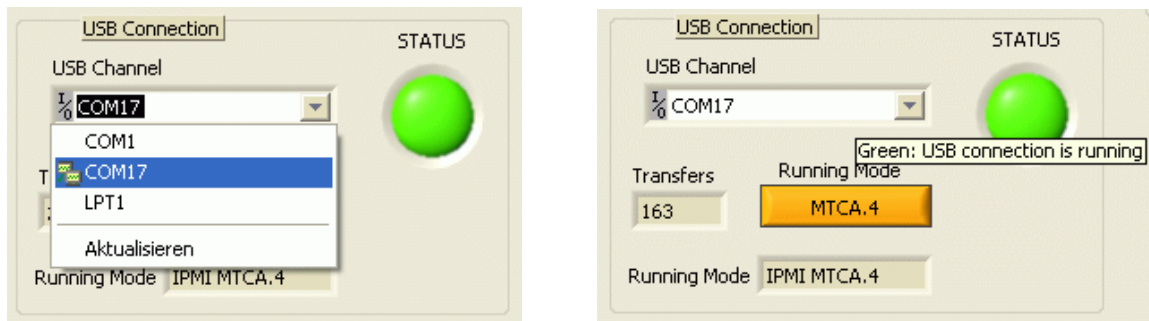 USB Connection
STATUS
USB Channel
I/O COM17
COM1
COM17
LPT1
Aktualisieren
T
Running Mode IPMI MTCA.4
USB Connection
STATUS
USB Channel
I/O COM17
Green: USB connection is running
Transfers
Running Mode
163
MTCA.4
Running Mode IPMI MTCA.4